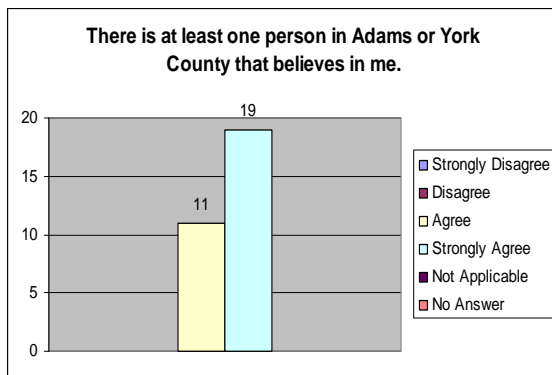 There is at least one person in Adams or York
County that believes in me.
20
15
10
5
0
11
19
Strongly Disagree
Disagree
Agree
Strongly Agree
Not Applicable
No Answer